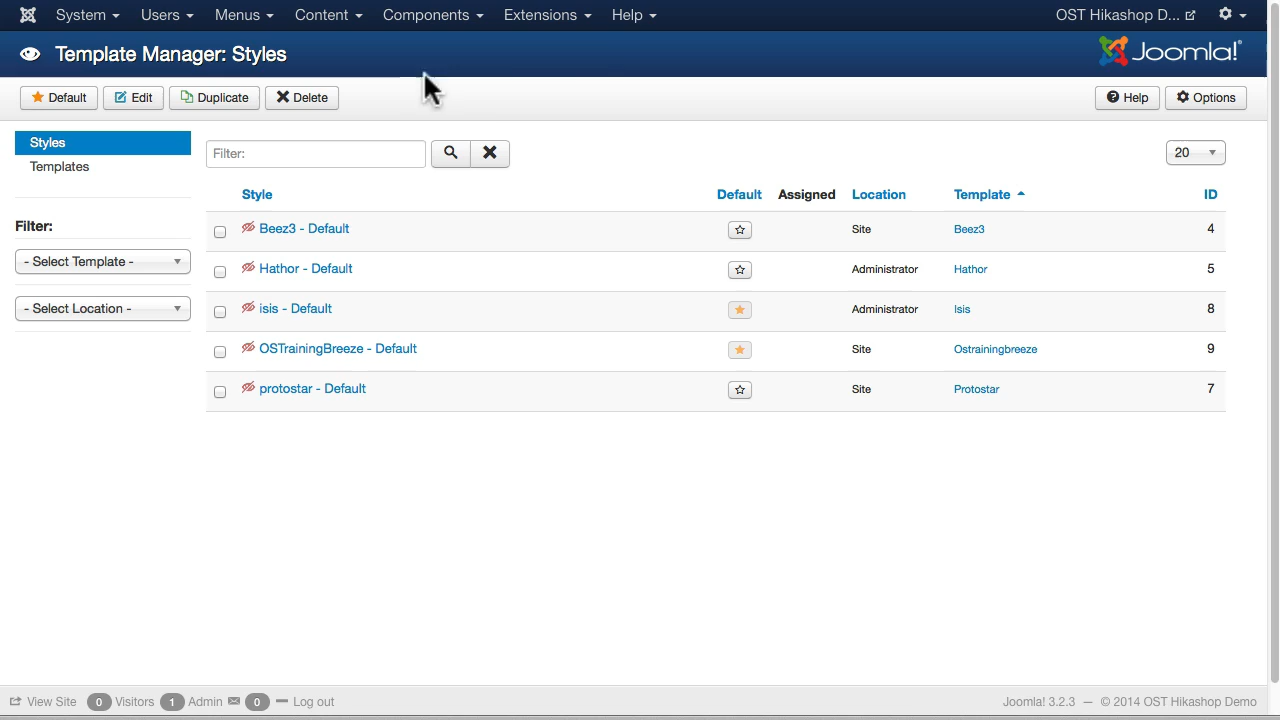 System Users Menus Content Components Extensions Help OST Hikashop D...
Template Manager: Styles Joomla!
Default Edit Duplicate Delete Help Options
Styles
Templates
Filter:
- Select Template -
- Select Location -
Filter: 20
Style Default Assigned Location Template ID
Beez3 - Default Site Beez3 4
Hathor - Default Administrator Hathor 5
isis - Default Administrator Isis 8
OSTrainingBreeze - Default Site Ostrainingbreeze 9
protostar - Default Site Protostar 7
View Site 0 Visitors 1 Admin 0 Log out Joomla! 3.2.3 — © 2014 OST Hikashop Demo